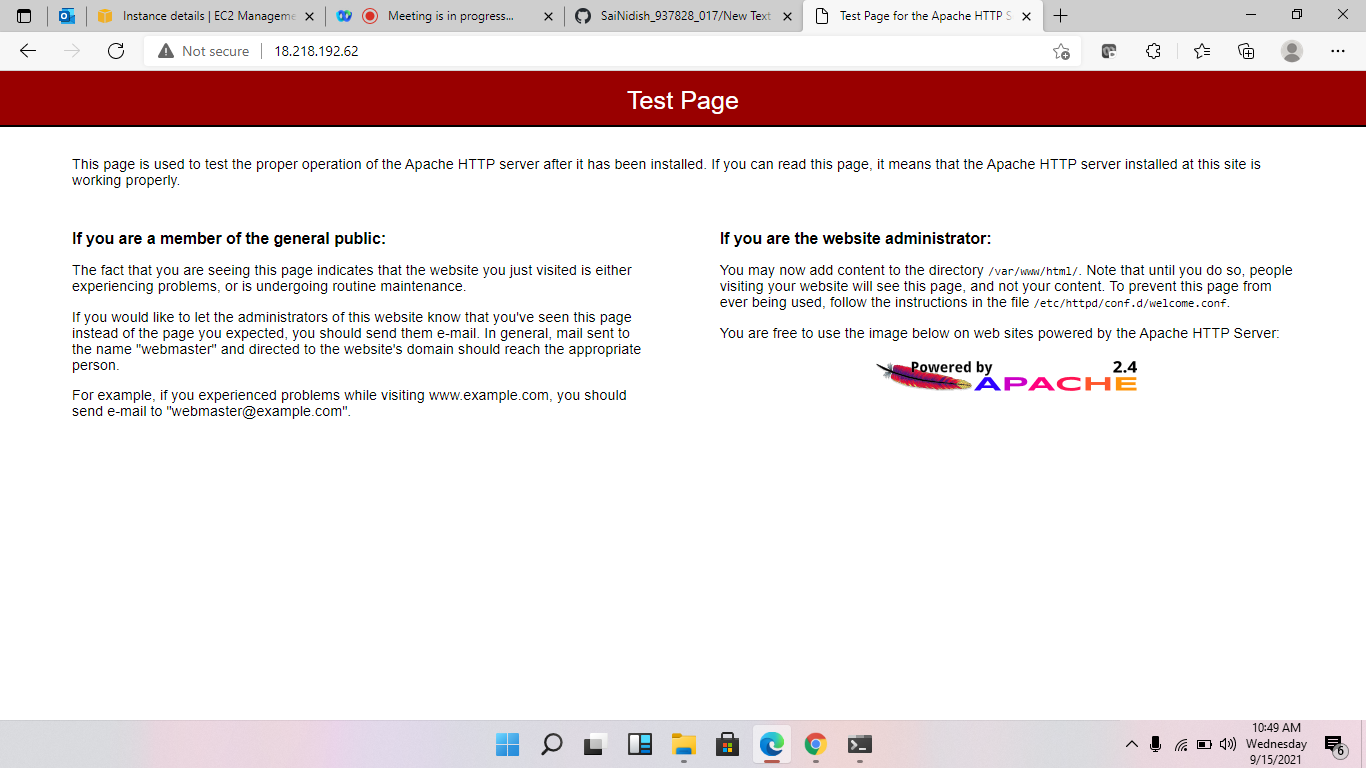 Instance details | EC2 Manageme
Meeting is in progress...
SaiNidish_937828_017/New Text
Test Page for the Apache HTTP S
Not secure
18.218.192.62
Test Page
This page is used to test the proper operation of the Apache HTTP server after it has been installed. If you can read this page, it means that the Apache HTTP server installed at this site is
working properly.
If you are a member of the general public:
The fact that you are seeing this page indicates that the website you just visited is either
experiencing problems, or is undergoing routine maintenance.
If you would like to let the administrators of this website know that you've seen this page
instead of the page you expected, you should send them e-mail. In general, mail sent to
the name "webmaster" and directed to the website's domain should reach the appropriate
person.
For example, if you experienced problems while visiting www.example.com, you should
send e-mail to "webmaster@example.com".
If you are the website administrator:
You may now add content to the directory /var/www/html/. Note that until you do so, people
visiting your website will see this page, and not your content. To prevent this page from
ever being used, follow the instructions in the file /etc/httpd/conf.d/welcome.conf.
You are free to use the image below on web sites powered by the Apache HTTP Server:
Powered by 2.4
APACHE
10:49 AM
Wednesday
9/15/2021
6